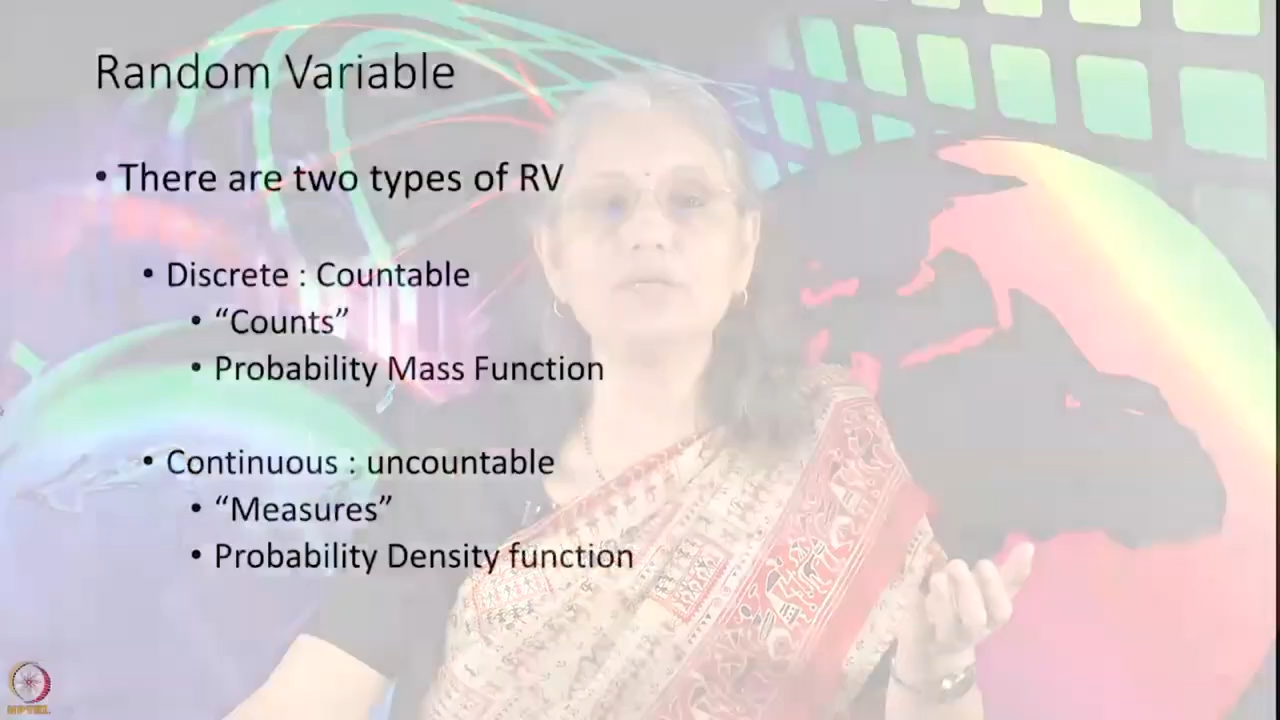 Random Variable
• There are two types of RV
• Discrete : Countable
• “Counts”
• Probability Mass Function
• Continuous : uncountable
• “Measures”
• Probability Density function
NPTEL